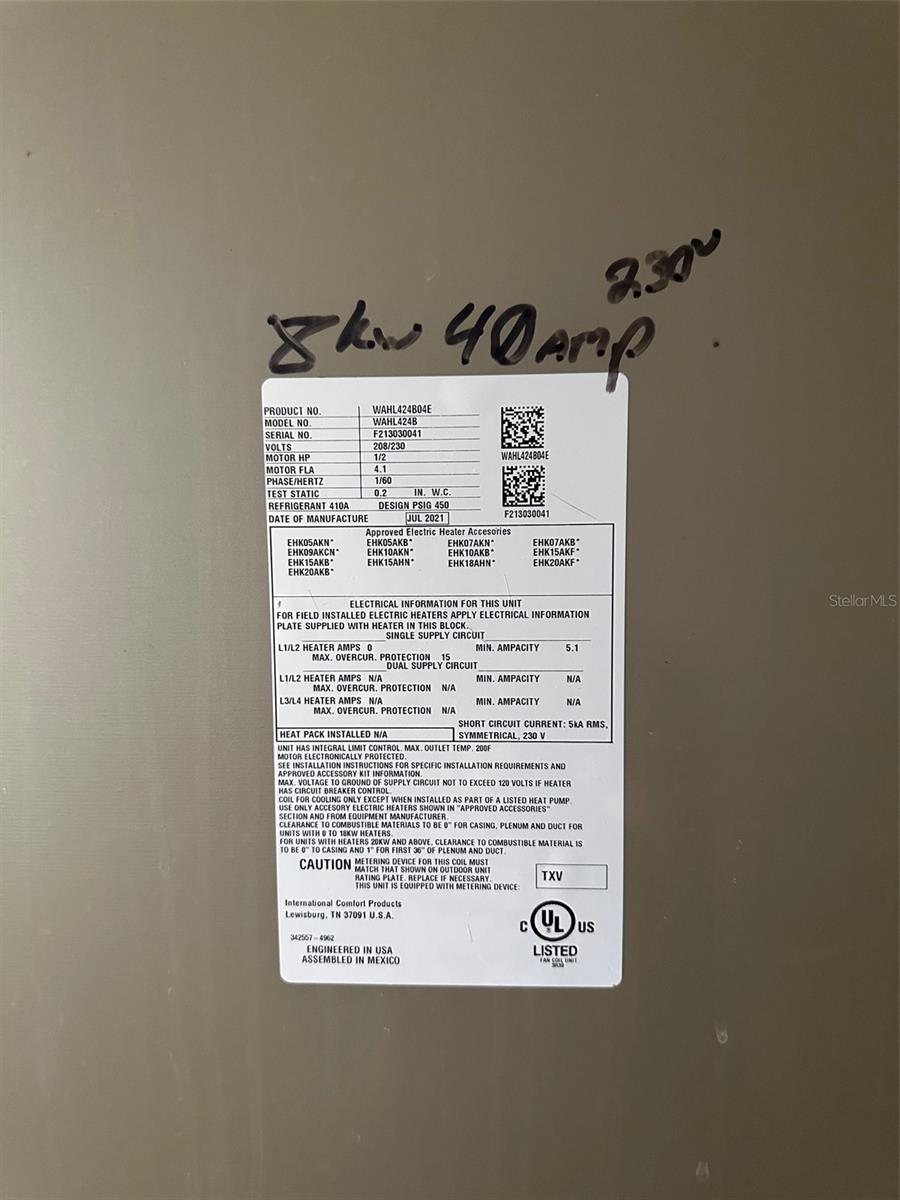 230v
8kw 40 AMP
PRODUCT NO. WAHL424B04E
MODEL NO. WAHL424B
SERIAL NO. F213030041
VOLTS 208/230
MOTOR HP 1/2
MOTOR FLA 4.1
PHASE/HERTZ 1/60
TEST STATIC 0.2 IN. W.C.
REFRIGERANT 410A DESIGN PSIG 450
DATE OF MANUFACTURE JUL 2021
WAHL424B04E
F213030041
Approved Electric Heater Accesories
EHK05AKN* EHK05AKB* EHK07AKN* EHK07AKB*
EHK09AKCN* EHK10AKN* EHK10AKB* EHK15AKF*
EHK15AKB* EHK15AHN* EHK18AHN* EHK20AKF*
EHK20AKB*
ELECTRICAL INFORMATION FOR THIS UNIT
FOR FIELD INSTALLED ELECTRIC HEATERS APPLY ELECTRICAL INFORMATION
PLATE SUPPLIED WITH HEATER IN THIS BLOCK.
SINGLE SUPPLY CIRCUIT
L1/L2 HEATER AMPS 0 MIN. AMPACITY 5.1
MAX. OVERCUR. PROTECTION 15
DUAL SUPPLY CIRCUIT
L1/L2 HEATER AMPS N/A MIN. AMPACITY N/A
MAX. OVERCUR. PROTECTION N/A
L3/L4 HEATER AMPS N/A MIN. AMPACITY N/A
MAX. OVERCUR. PROTECTION N/A
SHORT CIRCUIT CURRENT: 5kA RMS,
HEAT PACK INSTALLED N/A SYMMETRICAL, 230 V
UNIT HAS INTEGRAL LIMIT CONTROL. MAX. OUTLET TEMP. 200F
MOTOR ELECTRONICALLY PROTECTED.
SEE INSTALLATION INSTRUCTIONS FOR SPECIFIC INSTALLATION REQUIREMENTS AND
APPROVED ACCESSORY KIT INFORMATION.
MAX. VOLTAGE TO GROUND OF SUPPLY CIRCUIT NOT TO EXCEED 120 VOLTS IF HEATER
HAS CIRCUIT BREAKER CONTROL.
COIL FOR COOLING ONLY EXCEPT WHEN INSTALLED AS PART OF A LISTED HEAT PUMP.
USE ONLY ACCESORY ELECTRIC HEATERS SHOWN IN "APPROVED ACCESSORIES"
SECTION AND FROM EQUIPMENT MANUFACTURER.
CLEARANCE TO COMBUSTIBLE MATERIALS TO BE 0" FOR CASING, PLENUM AND DUCT FOR
UNITS WITH 0 TO 18KW HEATERS.
FOR UNITS WITH HEATERS 20KW AND ABOVE, CLEARANCE TO COMBUSTIBLE MATERIAL IS
TO BE 0" TO CASING AND 1" FOR FIRST 36" OF PLENUM AND DUCT.
CAUTION METERING DEVICE FOR THIS COIL MUST
MATCH THAT SHOWN ON OUTDOOR UNIT
RATING PLATE. REPLACE IF NECESSARY.
THIS UNIT IS EQUIPPED WITH METERING DEVICE: TXV
International Comfort Products
Lewisburg, TN 37091 U.S.A.
342557-4962
ENGINEERED IN USA
ASSEMBLED IN MEXICO
C UL US
LISTED
FAN COIL UNIT
StellarMLS